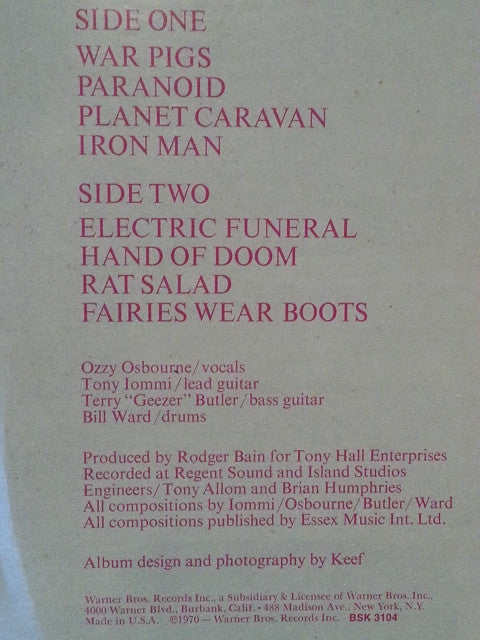 SIDE ONE
WAR PIGS
PARANOID
PLANET CARAVAN
IRON MAN
SIDE TWO
ELECTRIC FUNERAL
HAND OF DOOM
RAT SALAD
FAIRIES WEAR BOOTS
Ozzy Osbourne/vocals
Tony Iommi/lead guitar
Terry "Geezer" Butler/bass guitar
Bill Ward/drums
Produced by Rodger Bain for Tony Hall Enterprises
Recorded at Regent Sound and Island Studios
Engineers/Tony Allom and Brian Humphries
All compositions by Iommi/Osbourne/Butler/Ward
All compositions published by Essex Music Int. Ltd.
Album design and photography by Keef
Warner Bros. Records Inc., a Subsidiary & Licensee of Warner Bros. Inc.,
4000 Warner Blvd., Burbank, Calif. • 488 Madison Ave., New York, N.Y.
Made in U.S.A. ©1970 — Warner Bros. Records Inc. BSK 3104